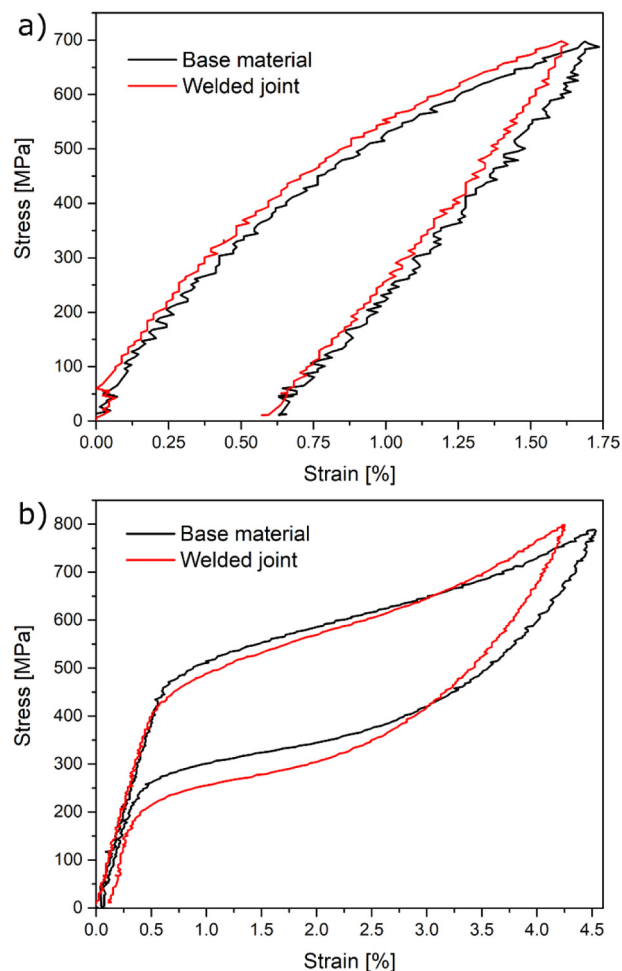 a)
700
600
500
400
300
200
100
0
Stress [MPa]
Base material
Welded joint
0.00 0.25 0.50 0.75 1.00 1.25 1.50 1.75
Strain [%]
b)
800
700
600
500
400
300
200
100
0
Stress [MPa]
Base material
Welded joint
0.0 0.5 1.0 1.5 2.0 2.5 3.0 3.5 4.0 4.5
Strain [%]